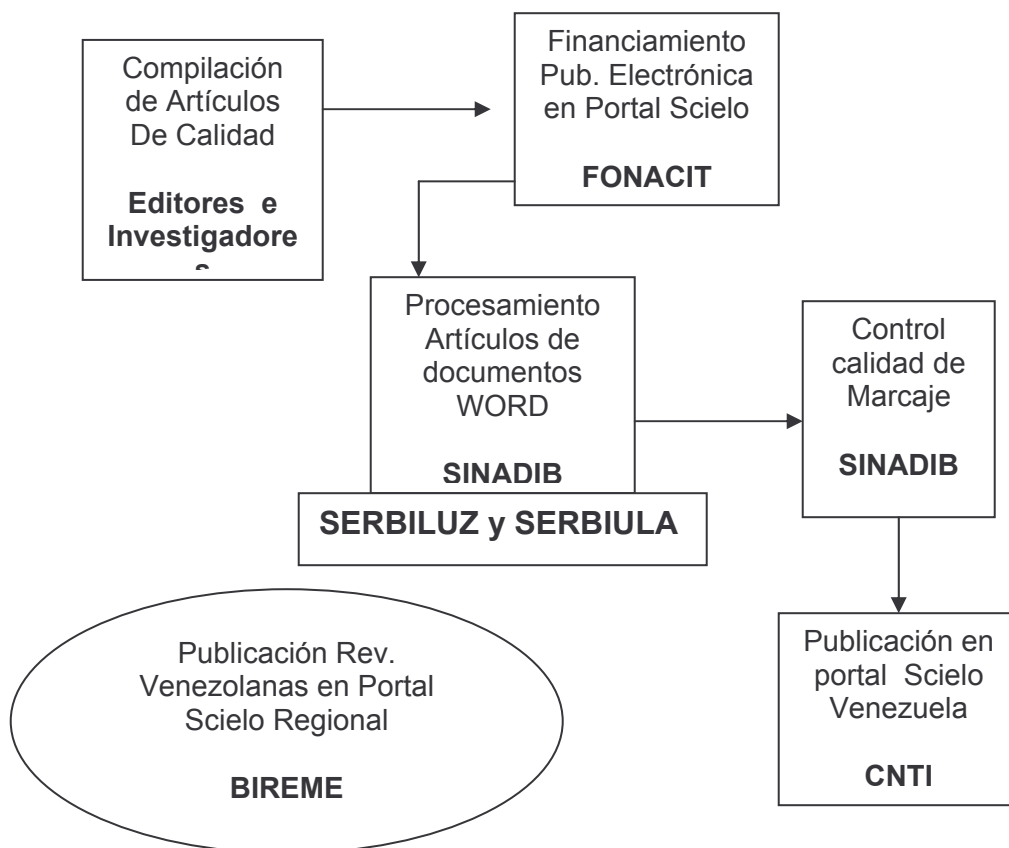 Compilación
de Artículos
De Calidad
Editores e
Investigadore
s
Financiamiento
Pub. Electrónica
en Portal Scielo
FONACIT
Procesamiento
Artículos de
documentos
WORD
SINADIB
SERBILUZ y SERBIULA
Control
calidad de
Marcaje
SINADIB
Publicación en
portal Scielo
Venezuela
CNTI
Publicación Rev.
Venezolanas en Portal
Scielo Regional
BIREME